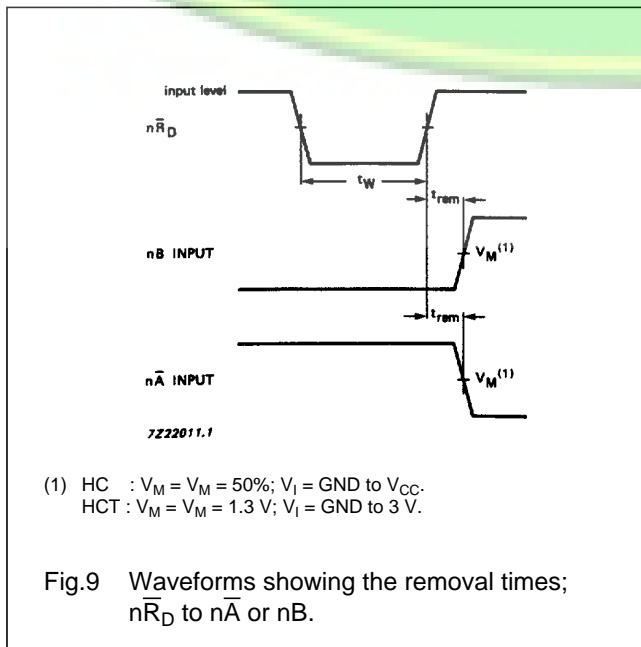 input level
nR̅D
tW
trem
nB INPUT
VM(1)
trem
nA̅ INPUT
VM(1)
7Z22011.1
(1) HC : VM = VM = 50%; VI = GND to VCC.
HCT : VM = VM = 1.3 V; VI = GND to 3 V.
Fig.9 Waveforms showing the removal times;
nR̅D to nA̅ or nB.